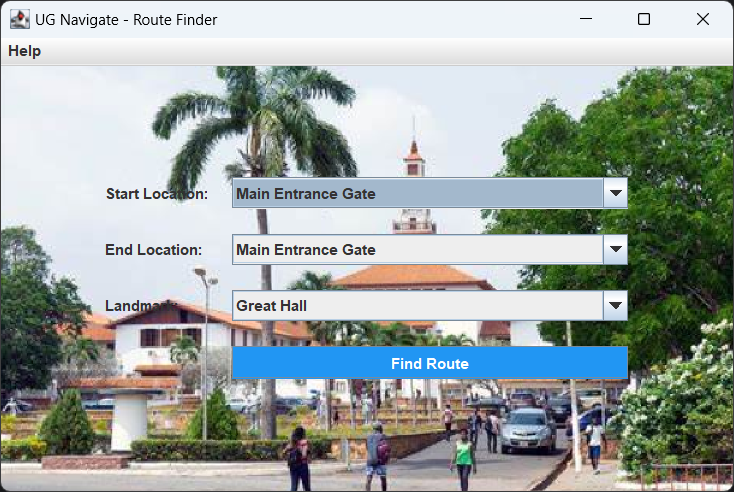 UG Navigate - Route Finder
Help
Start Location: Main Entrance Gate
End Location: Main Entrance Gate
Landmark: Great Hall
Find Route